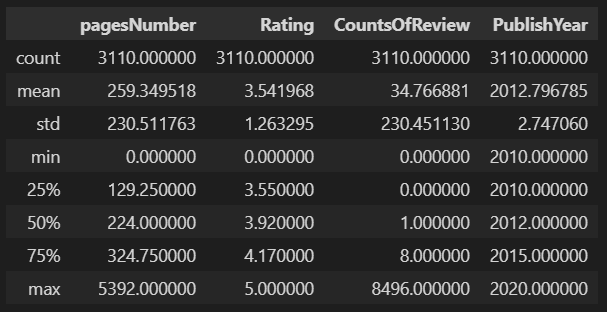 pagesNumber Rating CountsOfReview PublishYear
count 3110.000000 3110.000000 3110.000000 3110.000000
mean 259.349518 3.541968 34.766881 2012.796785
std 230.511763 1.263295 230.451130 2.747060
min 0.000000 0.000000 0.000000 2010.000000
25% 129.250000 3.550000 0.000000 2010.000000
50% 224.000000 3.920000 1.000000 2012.000000
75% 324.750000 4.170000 8.000000 2015.000000
max 5392.000000 5.000000 8496.000000 2020.000000